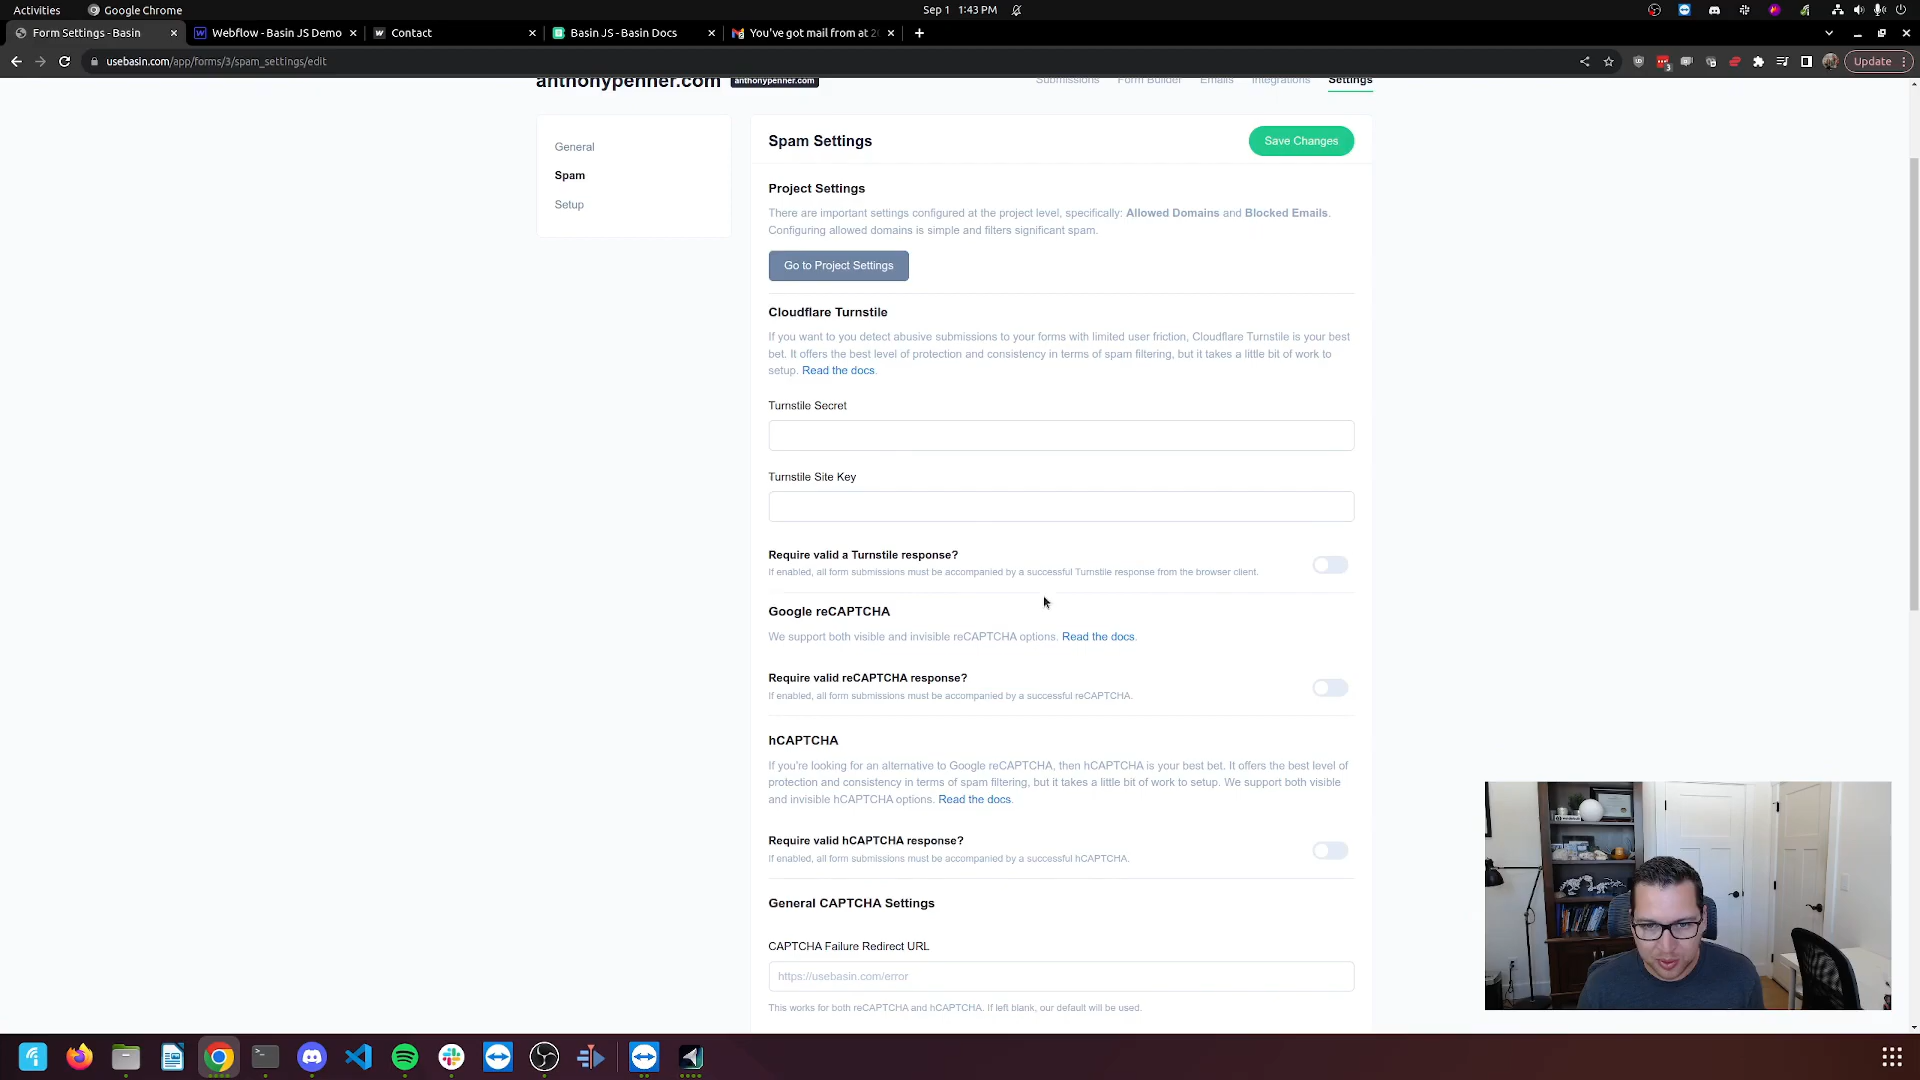 Activities
Google Chrome
Sep 1 1:43 PM
Form Settings - Basin
Webflow - Basin JS Demo
Contact
Basin JS - Basin Docs
You've got mail from at 2
usebasin.com/app/forms/3/spam_settings/edit
3
Update
anthonypenner.com
anthonypenner.com
Submissions
Form Builder
Emails
Integrations
Settings
General
Spam
Setup
Spam Settings
Save Changes
Project Settings
There are important settings configured at the project level, specifically: Allowed Domains and Blocked Emails.
Configuring allowed domains is simple and filters significant spam.
Go to Project Settings
Cloudflare Turnstile
If you want to you detect abusive submissions to your forms with limited user friction, Cloudflare Turnstile is your best
bet. It offers the best level of protection and consistency in terms of spam filtering, but it takes a little bit of work to
setup. Read the docs.
Turnstile Secret
Turnstile Site Key
Require valid a Turnstile response?
If enabled, all form submissions must be accompanied by a successful Turnstile response from the browser client.
Google reCAPTCHA
We support both visible and invisible reCAPTCHA options. Read the docs.
Require valid reCAPTCHA response?
If enabled, all form submissions must be accompanied by a successful reCAPTCHA.
hCAPTCHA
If you're looking for an alternative to Google reCAPTCHA, then hCAPTCHA is your best bet. It offers the best level of
protection and consistency in terms of spam filtering, but it takes a little bit of work to setup. We support both visible
and invisible hCAPTCHA options. Read the docs.
Require valid hCAPTCHA response?
If enabled, all form submissions must be accompanied by a successful hCAPTCHA.
General CAPTCHA Settings
CAPTCHA Failure Redirect URL
https://usebasin.com/error
This works for both reCAPTCHA and hCAPTCHA. If left blank, our default will be used.